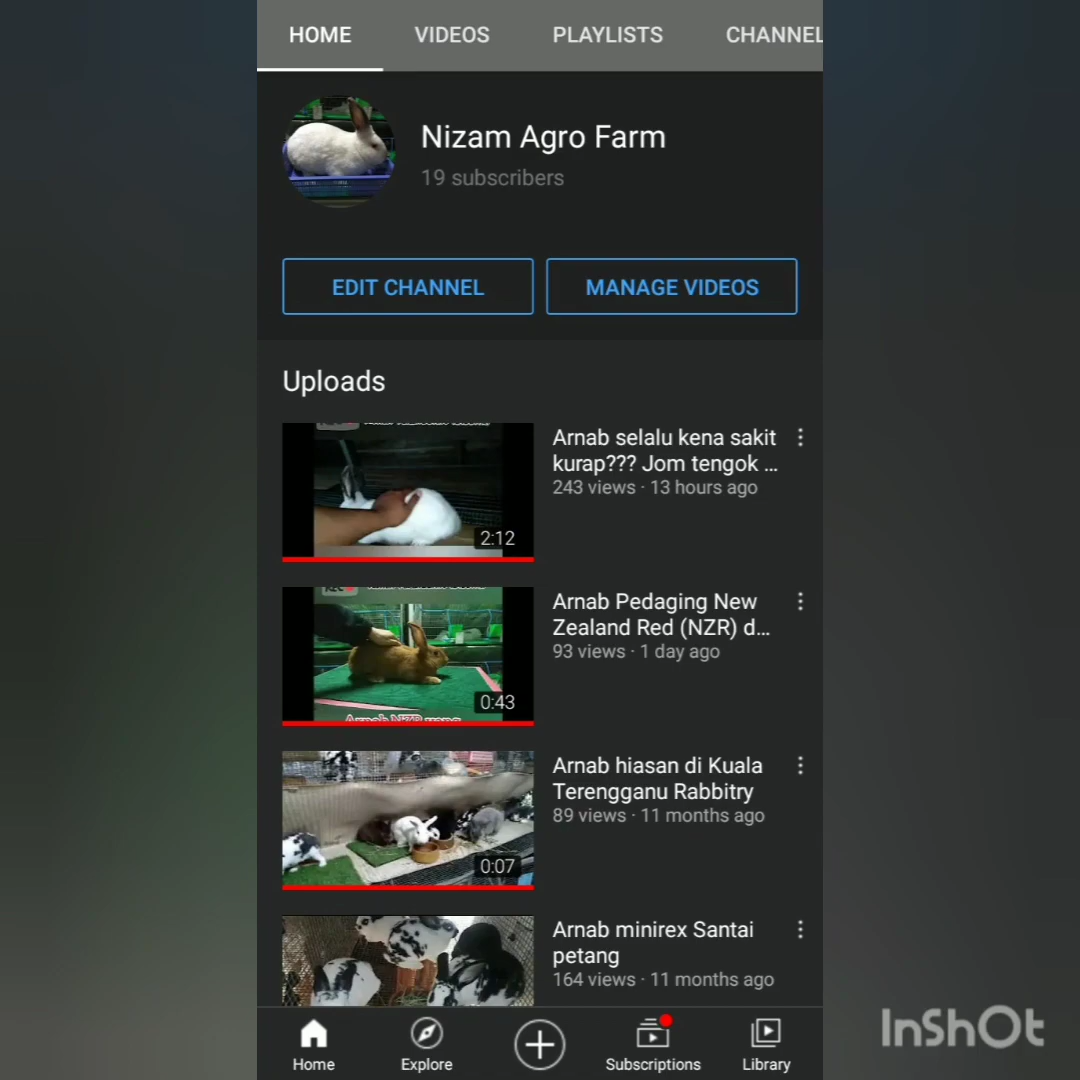 HOME VIDEOS PLAYLISTS CHANNEL
Nizam Agro Farm
19 subscribers
EDIT CHANNEL MANAGE VIDEOS
Uploads
Arnab selalu kena sakit
kurap??? Jom tengok ...
243 views · 13 hours ago
2:12
Arnab Pedaging New
Zealand Red (NZR) d...
93 views · 1 day ago
0:43
Arnab NZR yang
Arnab hiasan di Kuala
Terengganu Rabbitry
89 views · 11 months ago
0:07
Arnab minirex Santai
petang
164 views · 11 months ago
Home Explore Subscriptions Library
InShOt